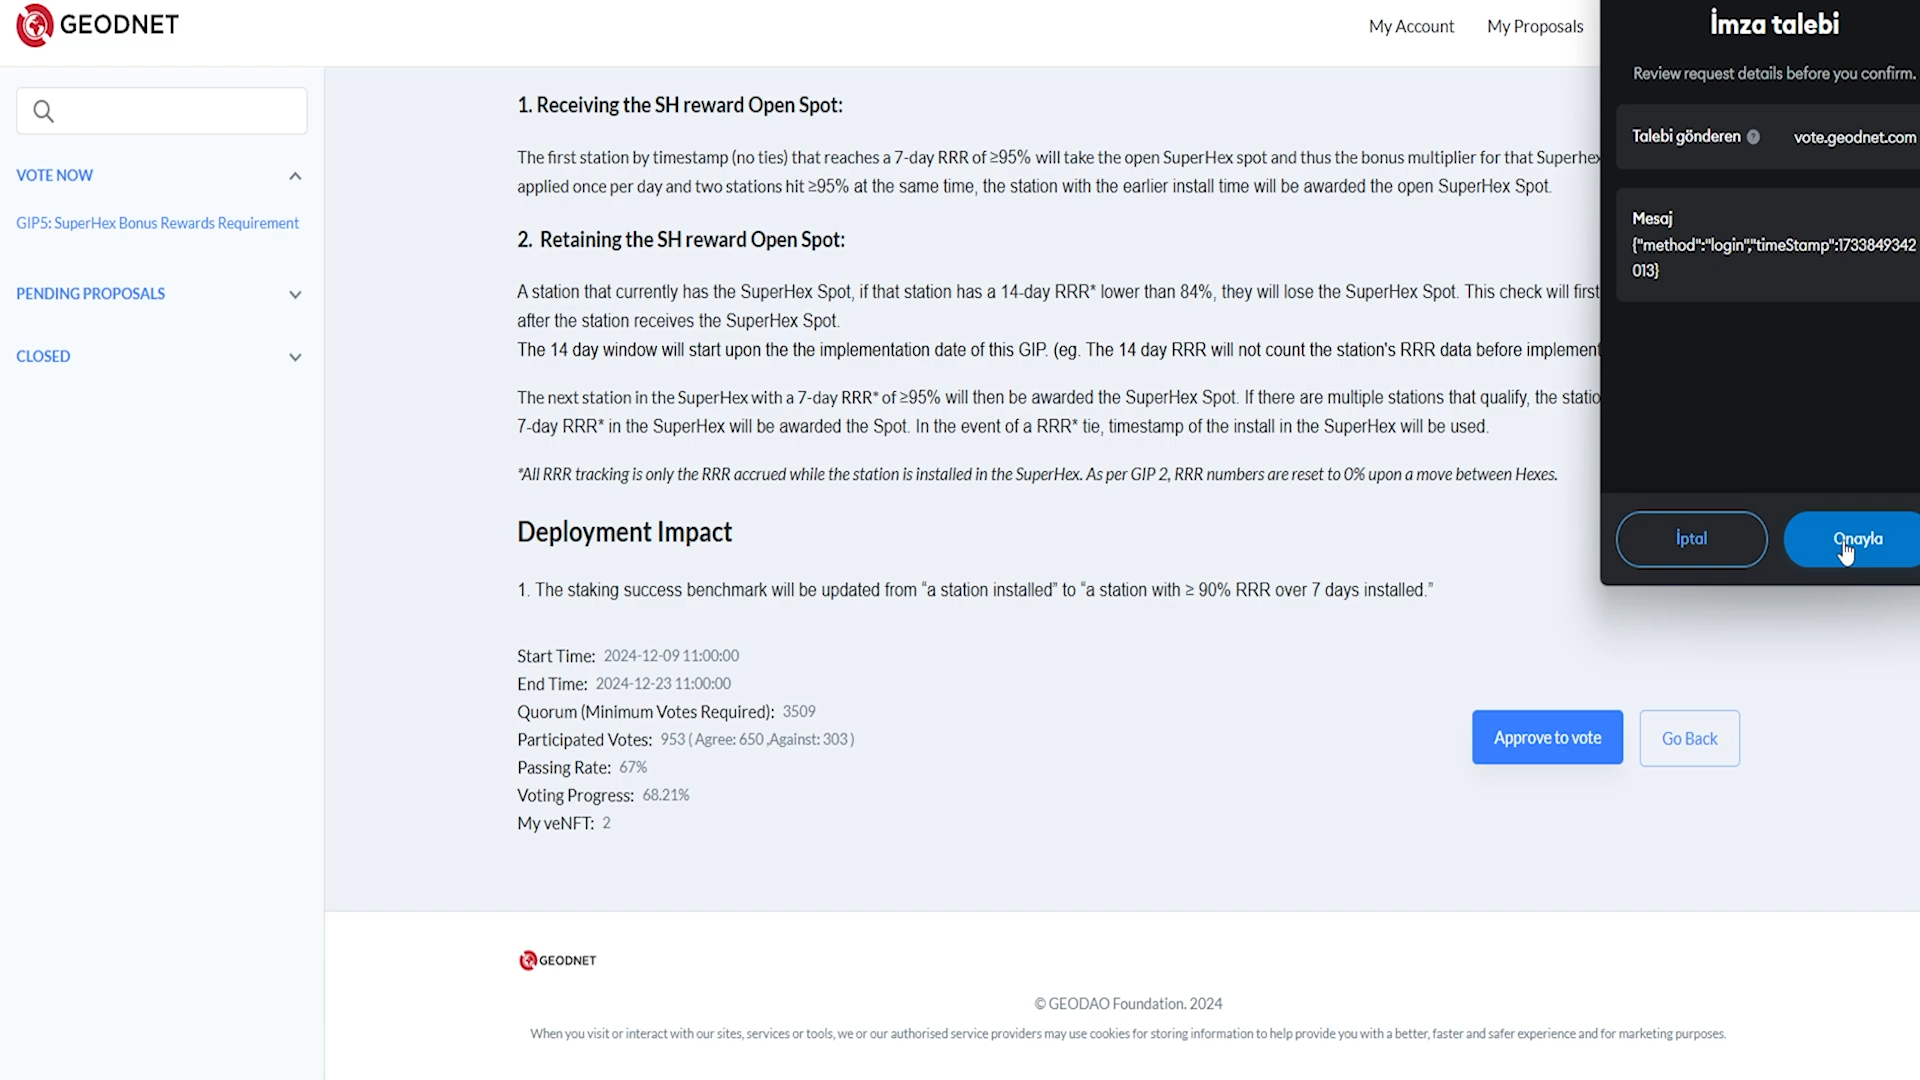 GEODNET
My Account
My Proposals
VOTE NOW
GIP5: SuperHex Bonus Rewards Requirement
PENDING PROPOSALS
CLOSED
1. Receiving the SH reward Open Spot:
The first station by timestamp (no ties) that reaches a 7-day RRR of ≥95% will take the open SuperHex spot and thus the bonus multiplier for that Superhex
applied once per day and two stations hit ≥95% at the same time, the station with the earlier install time will be awarded the open SuperHex Spot.
2. Retaining the SH reward Open Spot:
A station that currently has the SuperHex Spot, if that station has a 14-day RRR* lower than 84%, they will lose the SuperHex Spot. This check will first
after the station receives the SuperHex Spot.
The 14 day window will start upon the the implementation date of this GIP. (eg. The 14 day RRR will not count the station's RRR data before implement
The next station in the SuperHex with a 7-day RRR* of ≥95% will then be awarded the SuperHex Spot. If there are multiple stations that qualify, the statio
7-day RRR* in the SuperHex will be awarded the Spot. In the event of a RRR* tie, timestamp of the install in the SuperHex will be used.
*All RRR tracking is only the RRR accrued while the station is installed in the SuperHex. As per GIP 2, RRR numbers are reset to 0% upon a move between Hexes.
Deployment Impact
1. The staking success benchmark will be updated from “a station installed” to “a station with ≥ 90% RRR over 7 days installed.”
Start Time: 2024-12-09 11:00:00
End Time: 2024-12-23 11:00:00
Quorum (Minimum Votes Required): 3509
Participated Votes: 953 ( Agree: 650 ,Against: 303 )
Passing Rate: 67%
Voting Progress: 68.21%
My veNFT: 2
Approve to vote
Go Back
İmza talebi
Review request details before you confirm.
Talebi gönderen
vote.geodnet.com
Mesaj
{"method":"login","timeStamp":1733849342
013}
İptal
Onayla
GEODNET
© GEODAO Foundation. 2024
When you visit or interact with our sites, services or tools, we or our authorised service providers may use cookies for storing information to help provide you with a better, faster and safer experience and for marketing purposes.